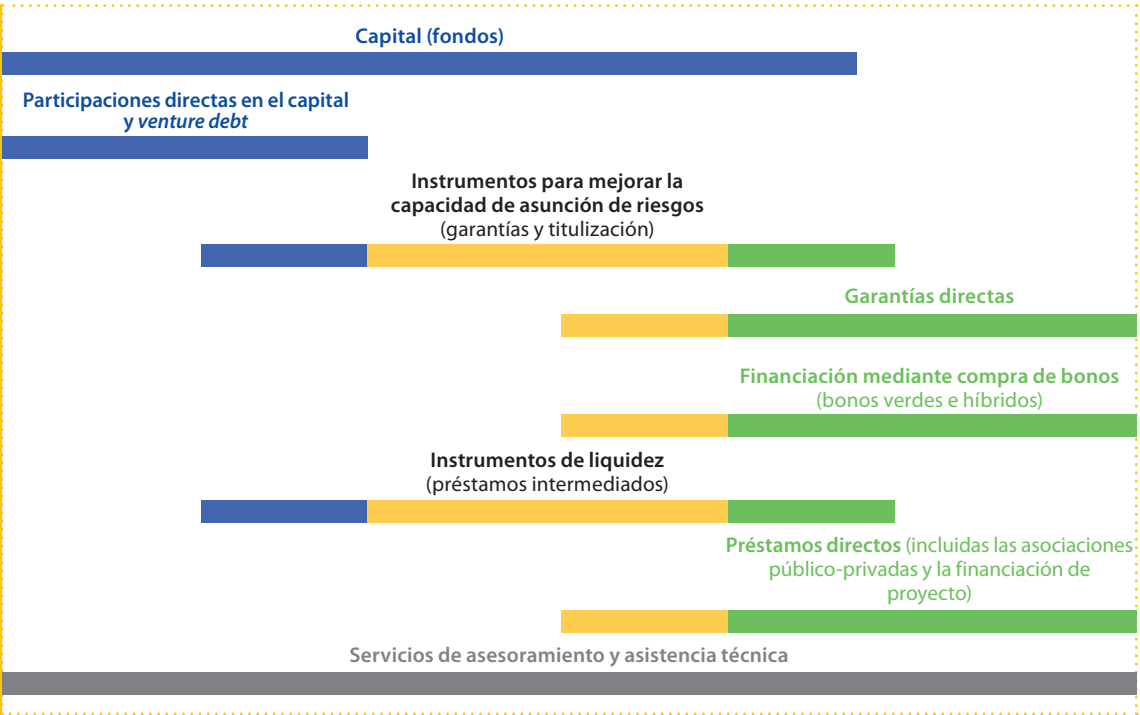 Capital (fondos)
Participaciones directas en el capital
y venture debt
Instrumentos para mejorar la
capacidad de asunción de riesgos
(garantías y titulización)
Garantías directas
Financiación mediante compra de bonos
(bonos verdes e híbridos)
Instrumentos de liquidez
(préstamos intermediados)
Préstamos directos (incluidas las asociaciones
público-privadas y la financiación de
proyecto)
Servicios de asesoramiento y asistencia técnica